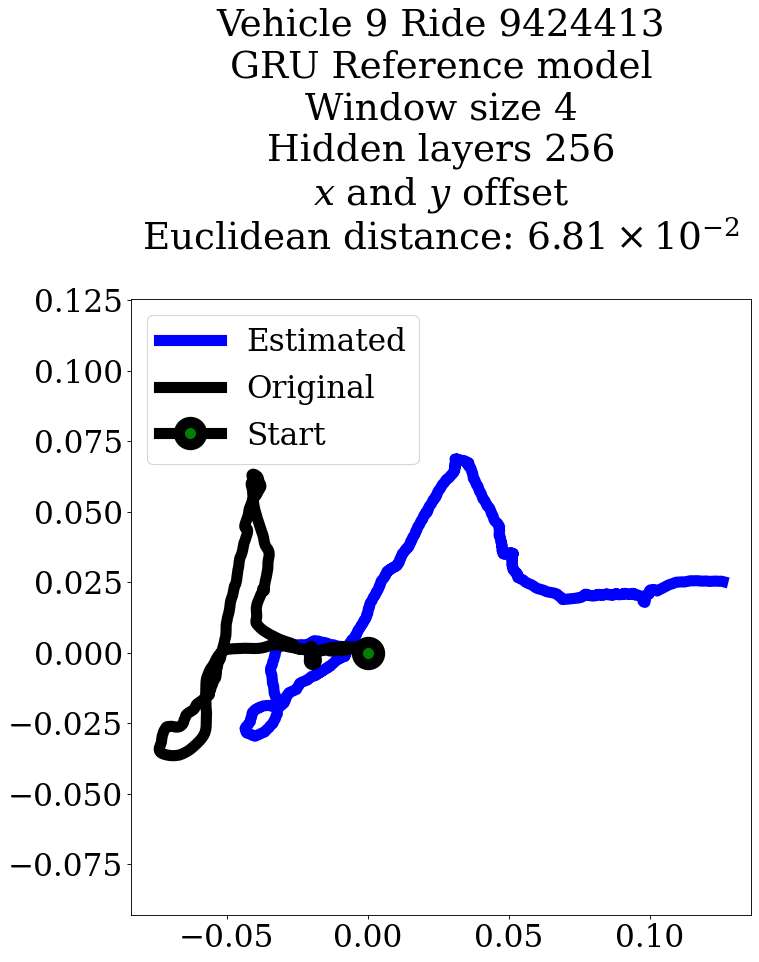 Vehicle 9 Ride 9424413
GRU Reference model
Window size 4
Hidden layers 256
x and y offset
Euclidean distance: 6.81 × 10⁻²
0.125
0.100
0.075
0.050
0.025
0.000
−0.025
−0.050
−0.075
Estimated
Original
Start
−0.05 0.00 0.05 0.10